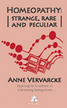 HOMEOPATHY:
STRANGE, RARE
AND PECULIAR
ANNE VERVARCKE